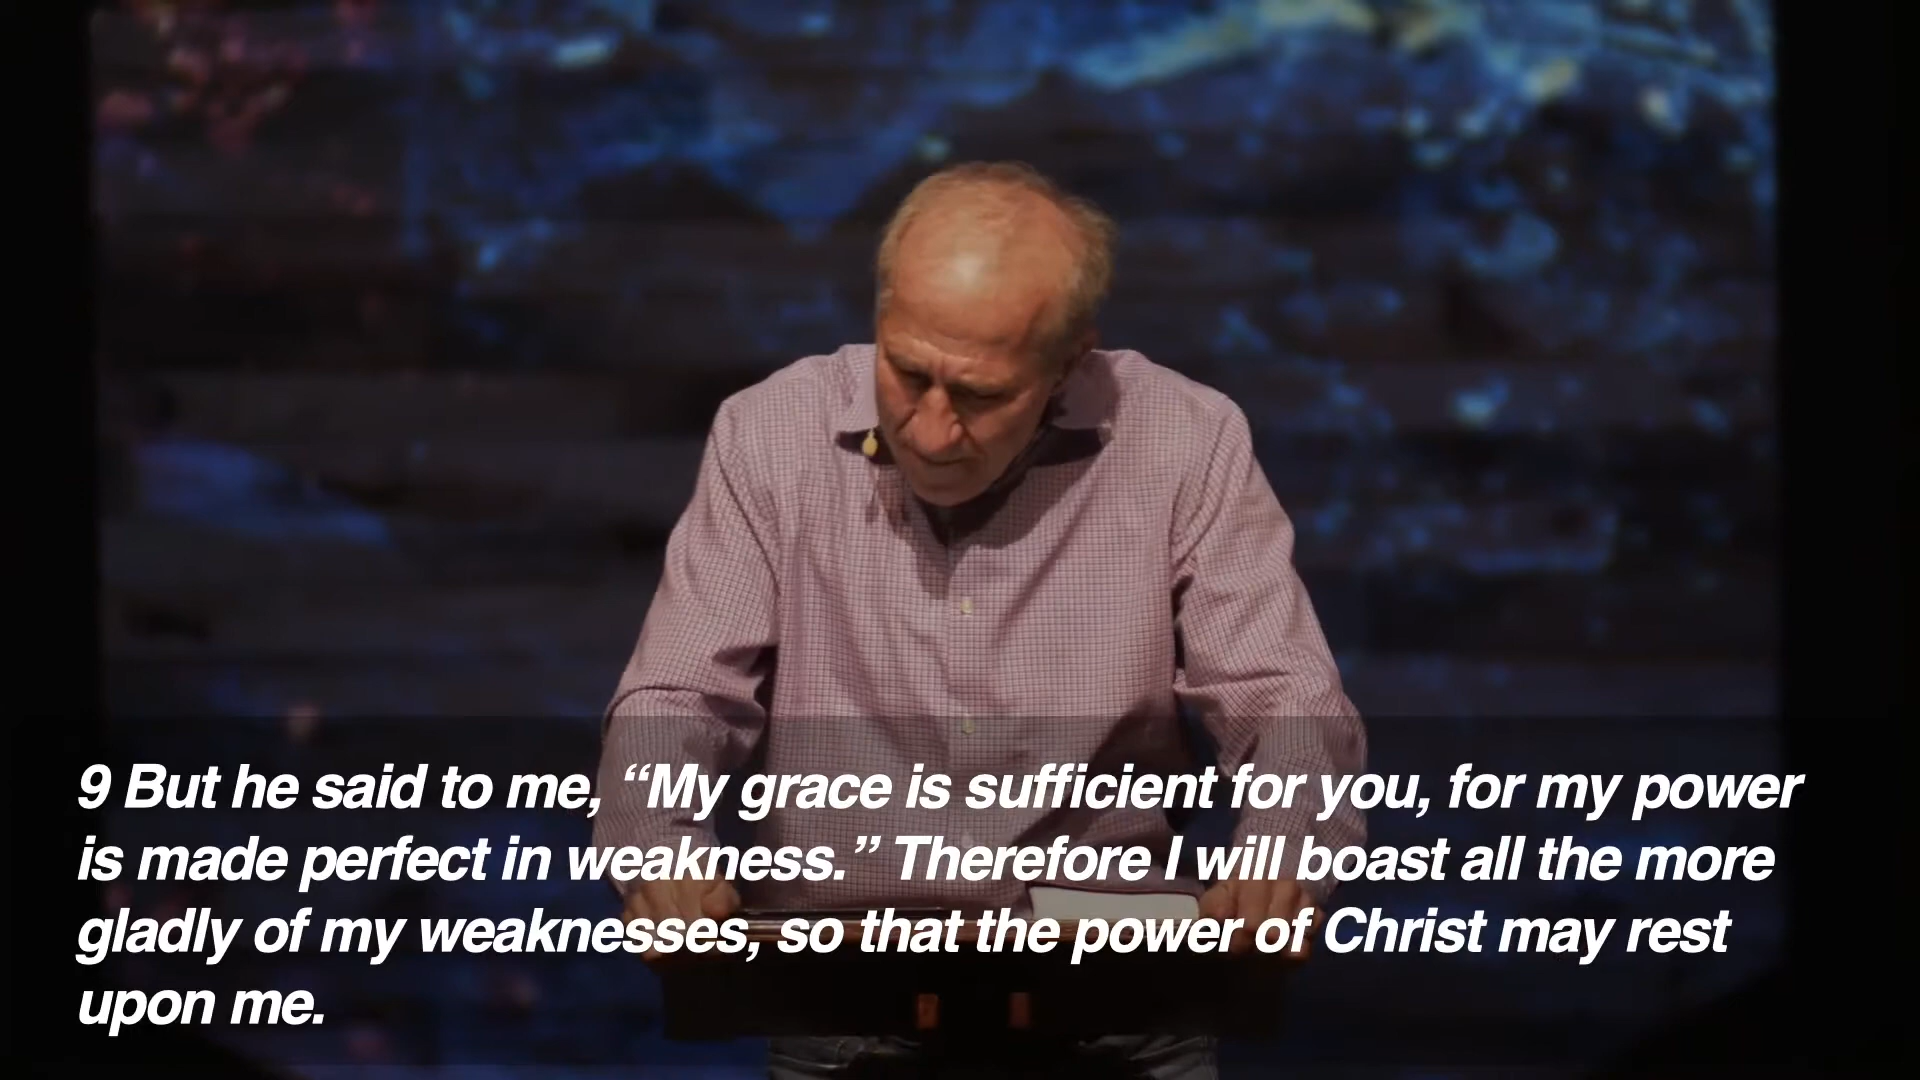 9 But he said to me, “My grace is sufficient for you, for my power
is made perfect in weakness.” Therefore I will boast all the more
gladly of my weaknesses, so that the power of Christ may rest
upon me.